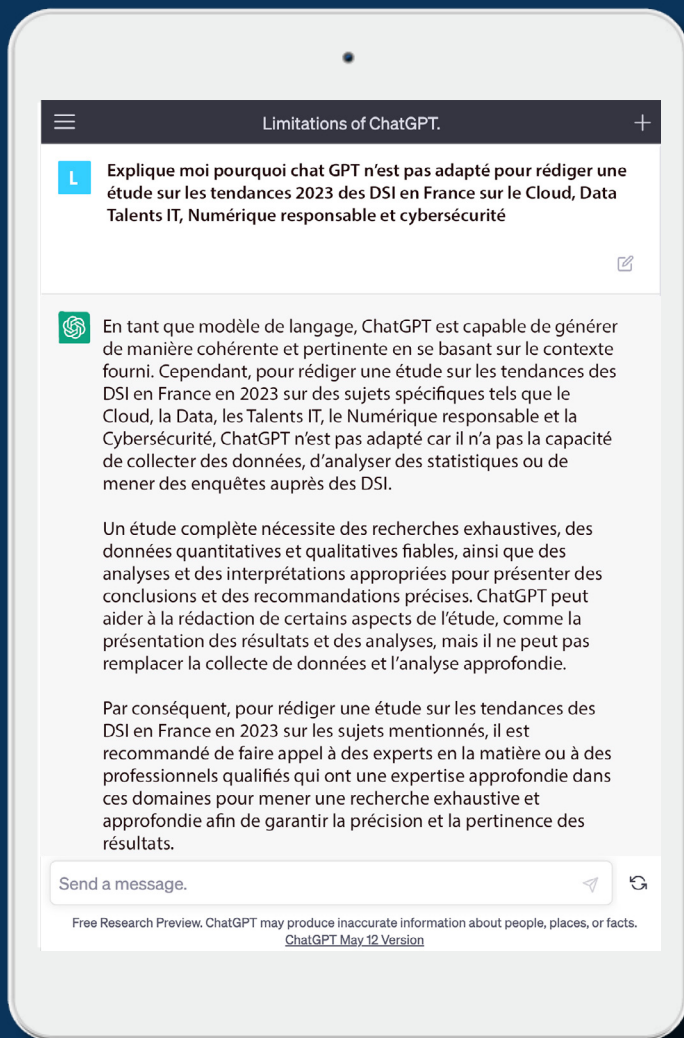 Limitations of ChatGPT.
L
Explique moi pourquoi chat GPT n’est pas adapté pour rédiger une
étude sur les tendances 2023 des DSI en France sur le Cloud, Data
Talents IT, Numérique responsable et cybersécurité
En tant que modèle de langage, ChatGPT est capable de générer
de manière cohérente et pertinente en se basant sur le contexte
fourni. Cependant, pour rédiger une étude sur les tendances des
DSI en France en 2023 sur des sujets spécifiques tels que le
Cloud, la Data, les Talents IT, le Numérique responsable et la
Cybersécurité, ChatGPT n’est pas adapté car il n’a pas la capacité
de collecter des données, d’analyser des statistiques ou de
mener des enquêtes auprès des DSI.
Un étude complète nécessite des recherches exhaustives, des
données quantitatives et qualitatives fiables, ainsi que des
analyses et des interprétations appropriées pour présenter des
conclusions et des recommandations précises. ChatGPT peut
aider à la rédaction de certains aspects de l’étude, comme la
présentation des résultats et des analyses, mais il ne peut pas
remplacer la collecte de données et l’analyse approfondie.
Par conséquent, pour rédiger une étude sur les tendances des
DSI en France en 2023 sur les sujets mentionnés, il est
recommandé de faire appel à des experts en la matière ou à des
professionnels qualifiés qui ont une expertise approfondie dans
ces domaines pour mener une recherche exhaustive et
approfondie afin de garantir la précision et la pertinence des
résultats.
Send a message.
Free Research Preview. ChatGPT may produce inaccurate information about people, places, or facts.
ChatGPT May 12 Version